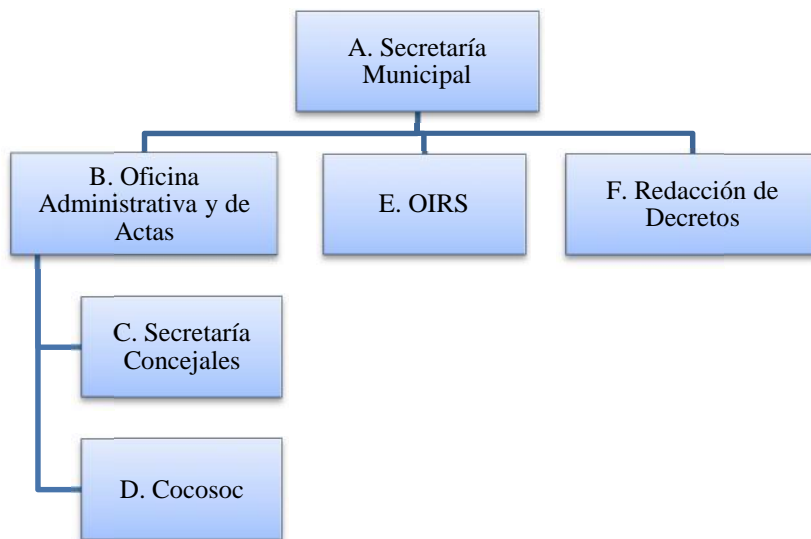 A. Secretaría
Municipal
B. Oficina
Administrativa y de
Actas
E. OIRS
F. Redacción de
Decretos
C. Secretaría
Concejales
D. Cocosoc